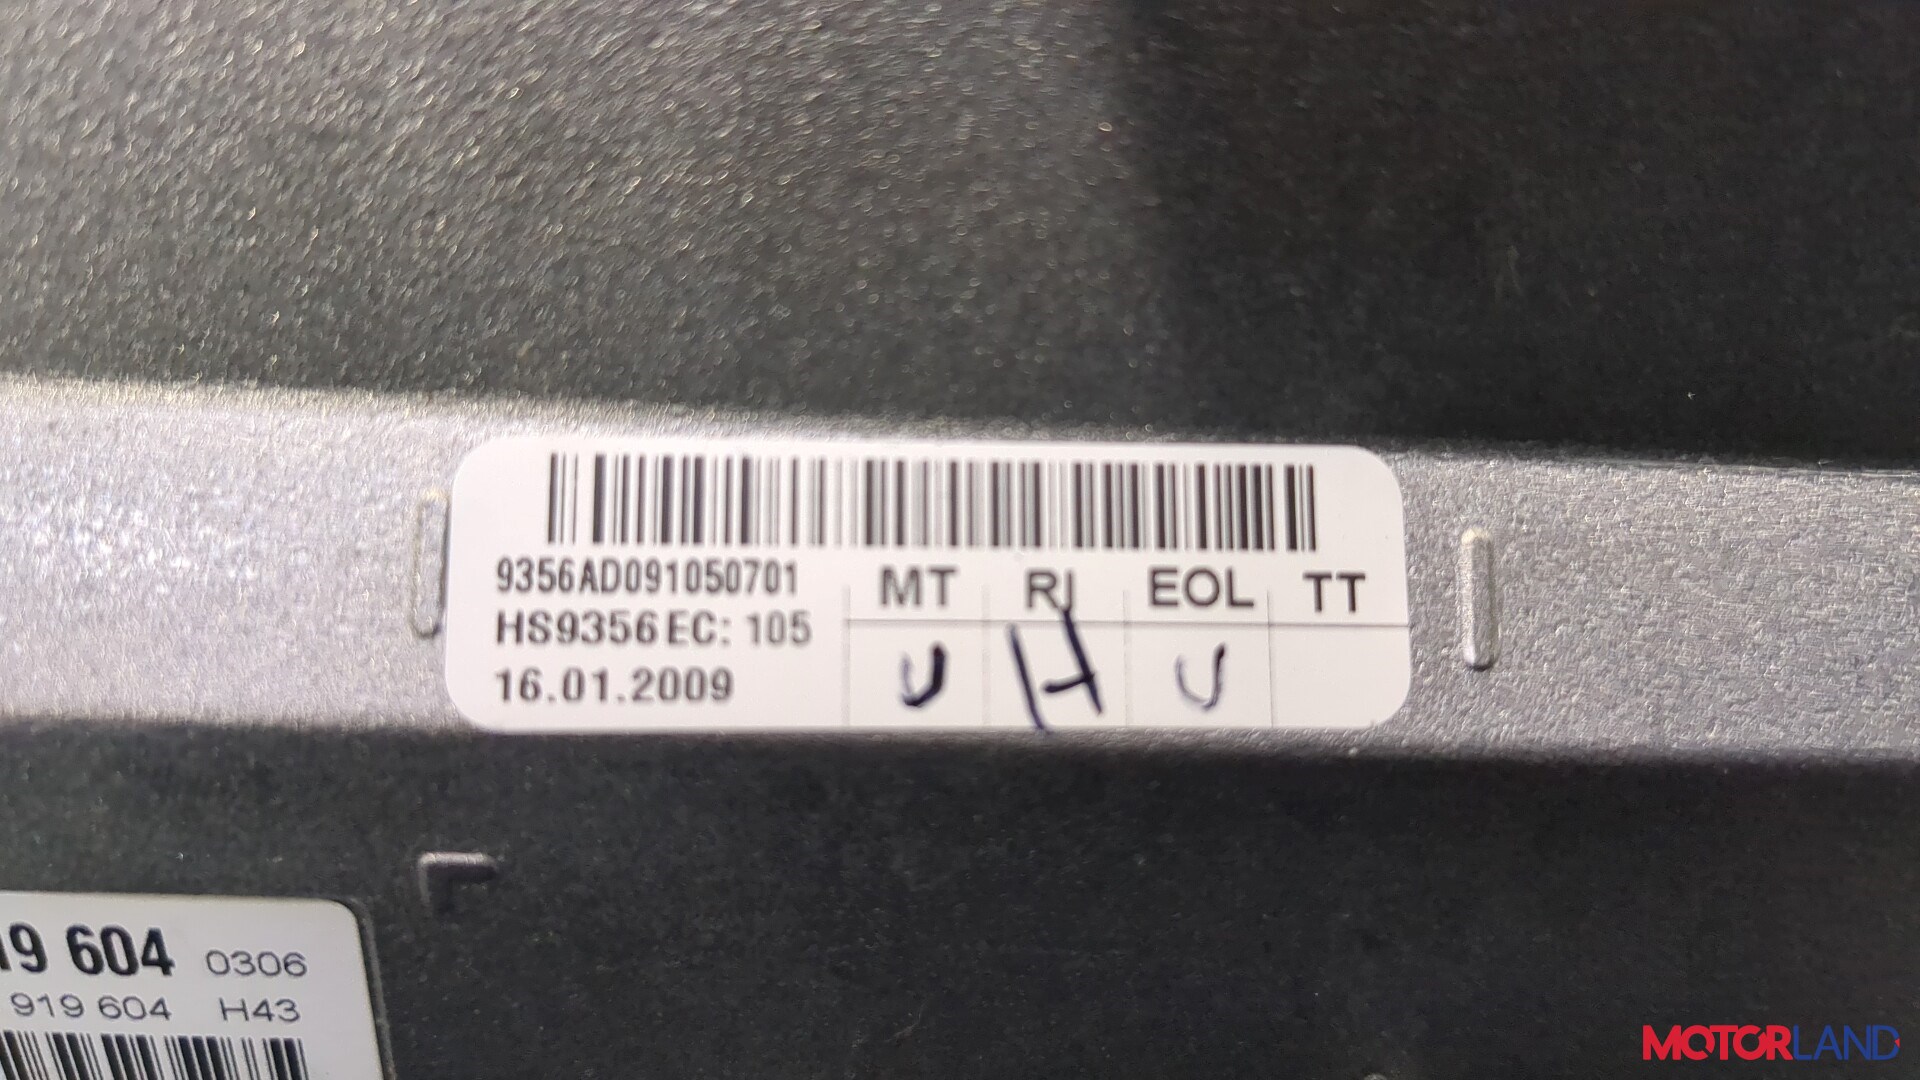 9356AD091050701
HS9356 EC: 105
16.01.2009
MT RI EOL TT
U H U
19 604 0306
919 604 H43
MOTORLAND